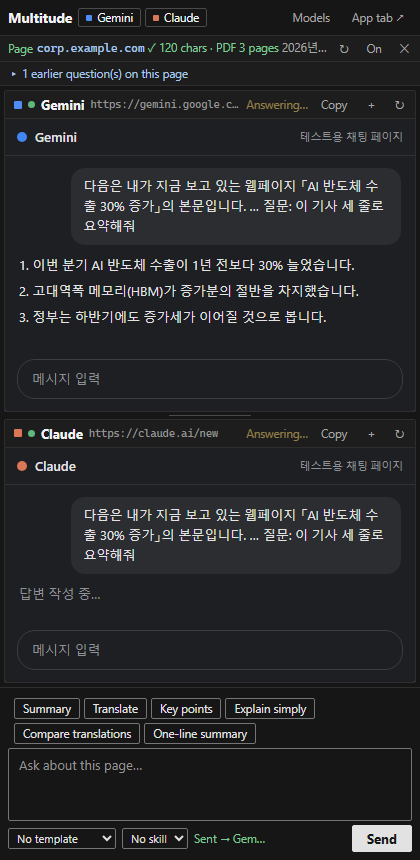 Multitude Gemini Claude Models App tab ↗
Page corp.example.com ✓ 120 chars · PDF 3 pages 2026년... ↻ On ✕
▸ 1 earlier question(s) on this page
Gemini https://gemini.google.c... Answering... Copy + ↻
Gemini 테스트용 채팅 페이지
다음은 내가 지금 보고 있는 웹페이지 「AI 반도체 수
출 30% 증가」의 본문입니다. ... 질문: 이 기사 세 줄로
요약해줘
1. 이번 분기 AI 반도체 수출이 1년 전보다 30% 늘었습니다.
2. 고대역폭 메모리(HBM)가 증가분의 절반을 차지했습니다.
3. 정부는 하반기에도 증가세가 이어질 것으로 봅니다.
메시지 입력
Claude https://claude.ai/new Answering... Copy + ↻
Claude 테스트용 채팅 페이지
다음은 내가 지금 보고 있는 웹페이지 「AI 반도체 수
출 30% 증가」의 본문입니다. ... 질문: 이 기사 세 줄로
요약해줘
답변 작성 중...
메시지 입력
Summary Translate Key points Explain simply
Compare translations One-line summary
Ask about this page...
No template No skill Sent → Gem... Send